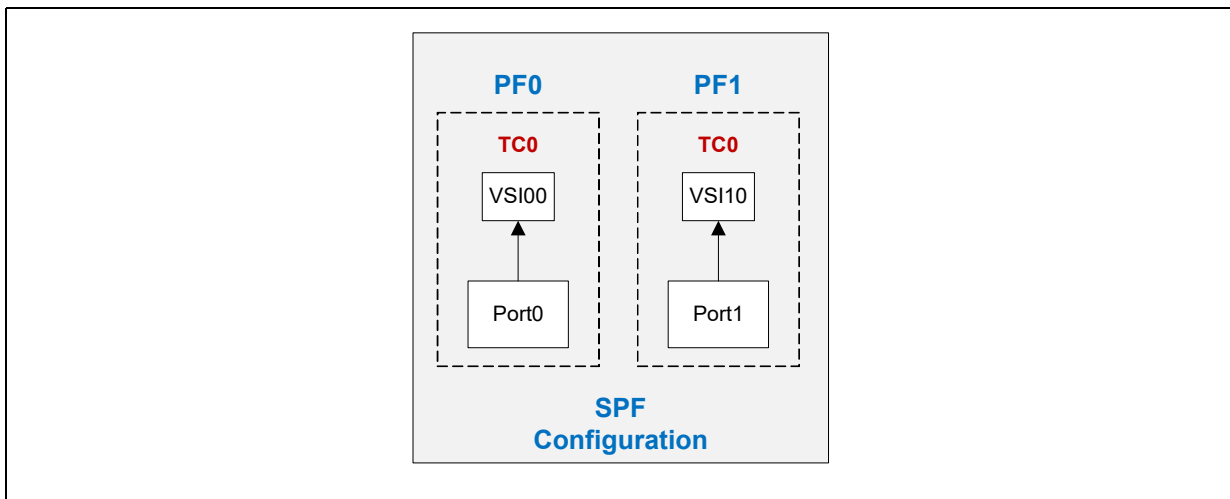 PF0
PF1
TC0
TC0
VSI00
VSI10
Port0
Port1
SPF
Configuration